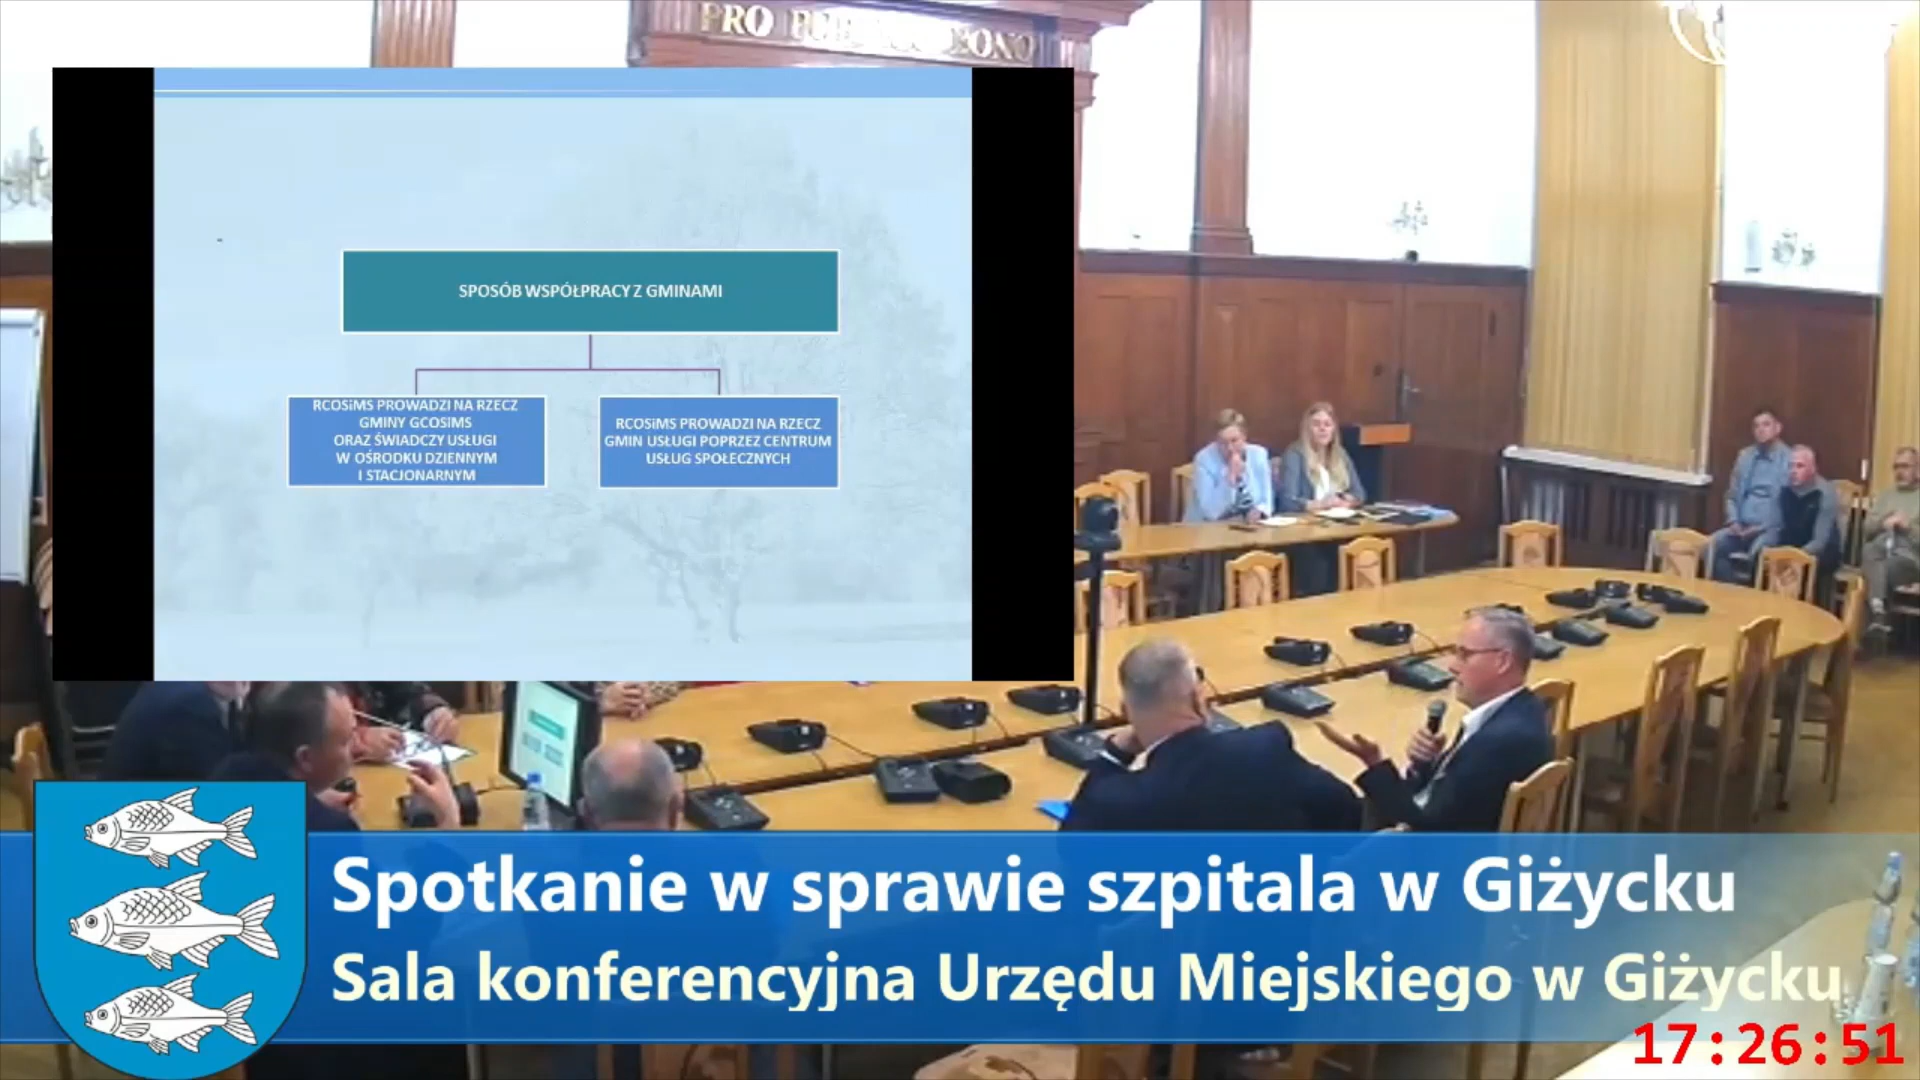 PRO PUBLICO BONO
SPOSÓB WSPÓŁPRACY Z GMINAMI
RCOSiMS PROWADZI NA RZECZ
GMINY GCOSIMS
ORAZ ŚWIADCZY USŁUGI
W OŚRODKU DZIENNYM
I STACJONARNYM
RCOSiMS PROWADZI NA RZECZ
GMIN USŁUGI POPRZEZ CENTRUM
USŁUG SPOŁECZNYCH
Spotkanie w sprawie szpitala w Giżycku
Sala konferencyjna Urzędu Miejskiego w Giżycku
17:26:51